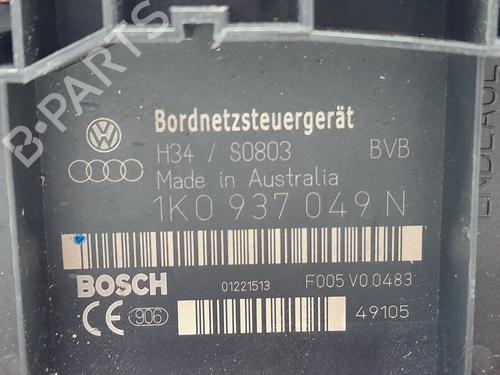 Bordnetzsteuergerät
H34 / S0803 BVB
Made in Australia
1K0 937 049 N
BOSCH 01221513 F005 V0 0483
CE 906 49105
B-PARTS